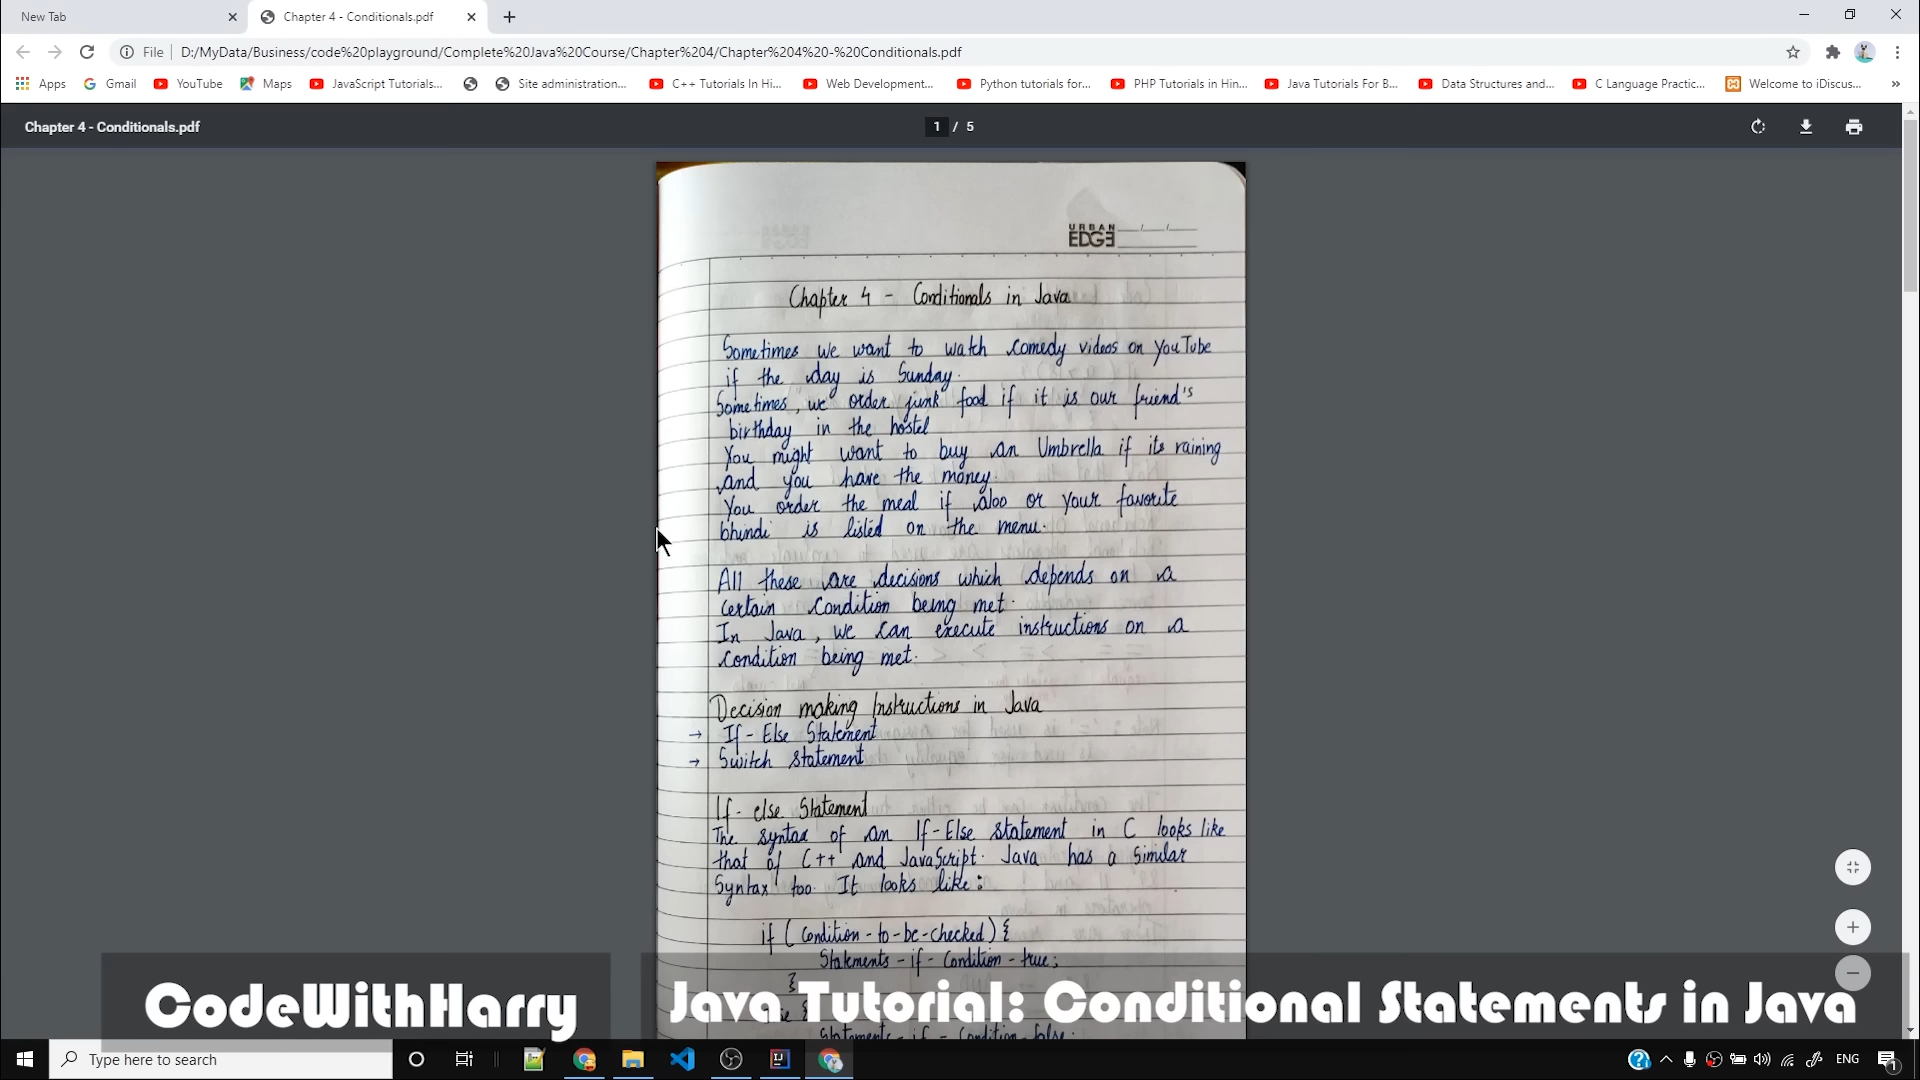 New Tab
Chapter 4 - Conditionals.pdf
File D:/MyData/Business/code%20playground/Complete%20Java%20Course/Chapter%204/Chapter%204%20-%20Conditionals.pdf
Apps Gmail YouTube Maps JavaScript Tutorials... Site administration... C++ Tutorials In Hi... Web Development... Python tutorials for... PHP Tutorials in Hin... Java Tutorials For B... Data Structures and... C Language Practic... Welcome to iDiscus... »
Chapter 4 - Conditionals.pdf 1 / 5
URBAN
EDGE
Chapter 4 - Conditionals in Java
Sometimes we want to watch comedy videos on YouTube
if the day is Sunday.
Sometimes, we order junk food if it is our friend's
birthday in the hostel
You might want to buy an Umbrella if its raining
and you have the money.
You order the meal if aloo or your favorite
bhindi is listed on the menu.
All these are decisions which depends on a
certain condition being met.
In Java, we can execute instructions on a
condition being met.
Decision making Instructions in Java
→ If - Else Statement
→ Switch statement
If - else Statement
The syntax of an If-Else statement in C looks like
that of C++ and JavaScript. Java has a similar
Syntax too. It looks like:
if ( condition-to-be-checked) {
Statements - if - condition - true;
}
{
Statements - if - Condition - false;
CodeWithHarry
Java Tutorial: Conditional Statements in Java
Type here to search
ENG
1